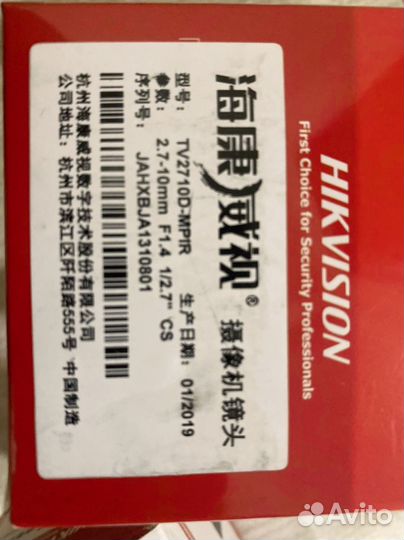 HIKVISION
First Choice for Security Professionals
海康威视® 摄像机镜头
型号: TV2710D-MPIR 生产日期: 01/2019
参数: 2.7-10mm F1.4 1/2.7" CS
序列号: JAHXBJA1310801
杭州海康威视数字技术股份有限公司
公司地址: 杭州市滨江区阡陌路555号 中国制造
Avito